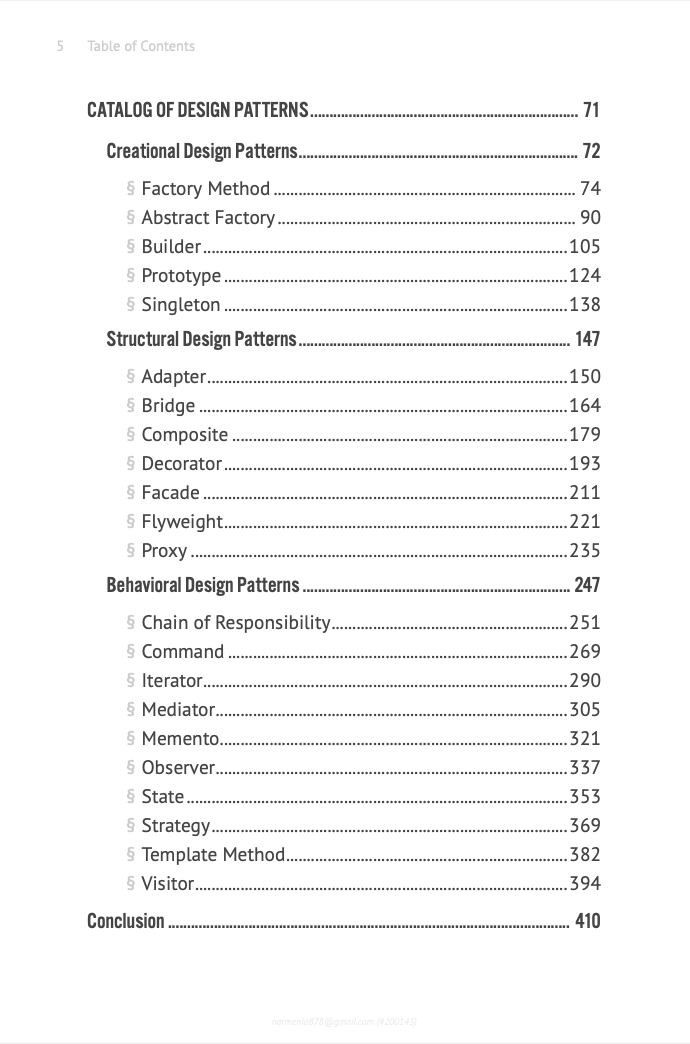 5 Table of Contents
CATALOG OF DESIGN PATTERNS........................................................................ 71
Creational Design Patterns........................................................................ 72
§ Factory Method ........................................................................ 74
§ Abstract Factory ........................................................................ 90
§ Builder ........................................................................105
§ Prototype ........................................................................124
§ Singleton ........................................................................138
Structural Design Patterns........................................................................ 147
§ Adapter........................................................................150
§ Bridge ........................................................................164
§ Composite ........................................................................179
§ Decorator ........................................................................193
§ Facade ........................................................................211
§ Flyweight........................................................................221
§ Proxy ........................................................................235
Behavioral Design Patterns ........................................................................ 247
§ Chain of Responsibility........................................................................251
§ Command ........................................................................269
§ Iterator........................................................................290
§ Mediator........................................................................305
§ Memento........................................................................321
§ Observer........................................................................337
§ State ........................................................................353
§ Strategy........................................................................369
§ Template Method........................................................................382
§ Visitor........................................................................394
Conclusion ........................................................................ 410